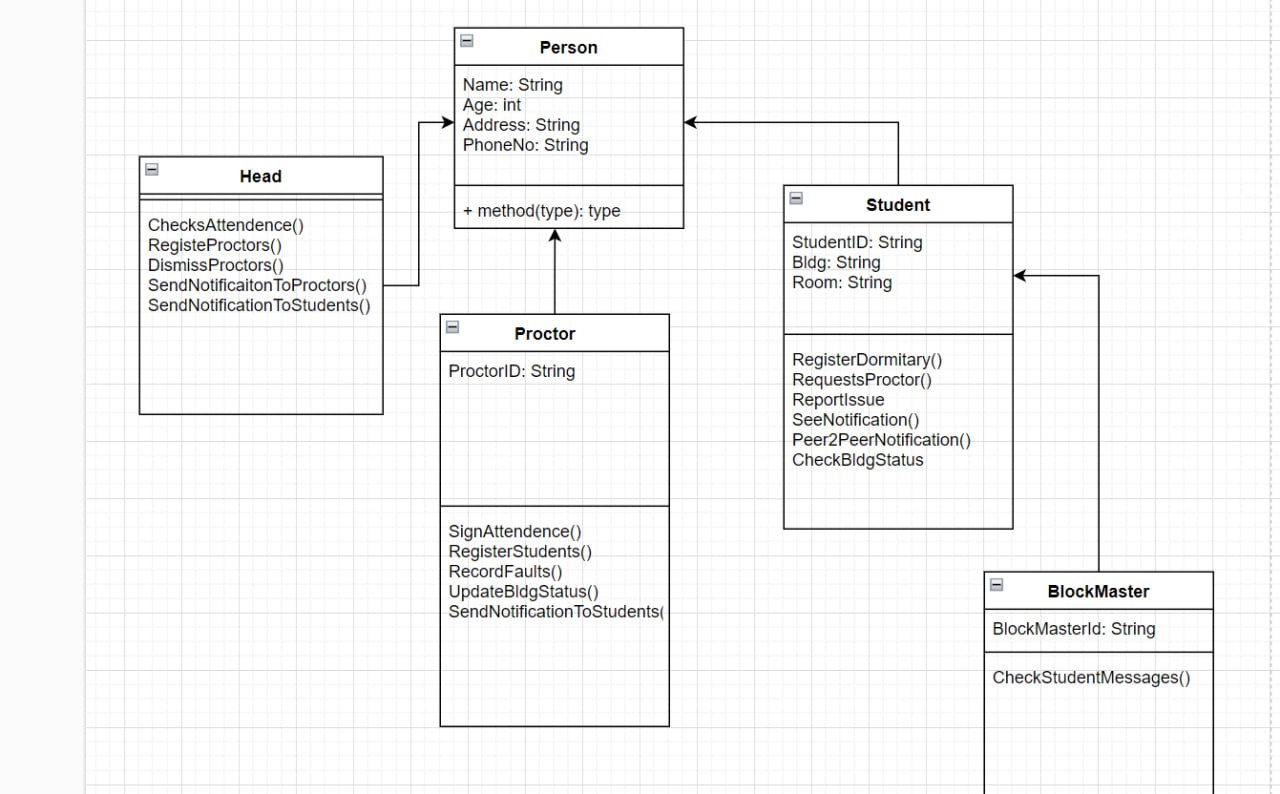 Person
Name: String
Age: int
Address: String
PhoneNo: String
+ method(type): type
Head
ChecksAttendence()
RegisteProctors()
DismissProctors()
SendNotificaitonToProctors()
SendNotificationToStudents()
Student
StudentID: String
Bldg: String
Room: String
RegisterDormitary()
RequestsProctor()
ReportIssue
SeeNotification()
Peer2PeerNotification()
CheckBldgStatus
Proctor
ProctorID: String
SignAttendence()
RegisterStudents()
RecordFaults()
UpdateBldgStatus()
SendNotificationToStudents(
BlockMaster
BlockMasterId: String
CheckStudentMessages()